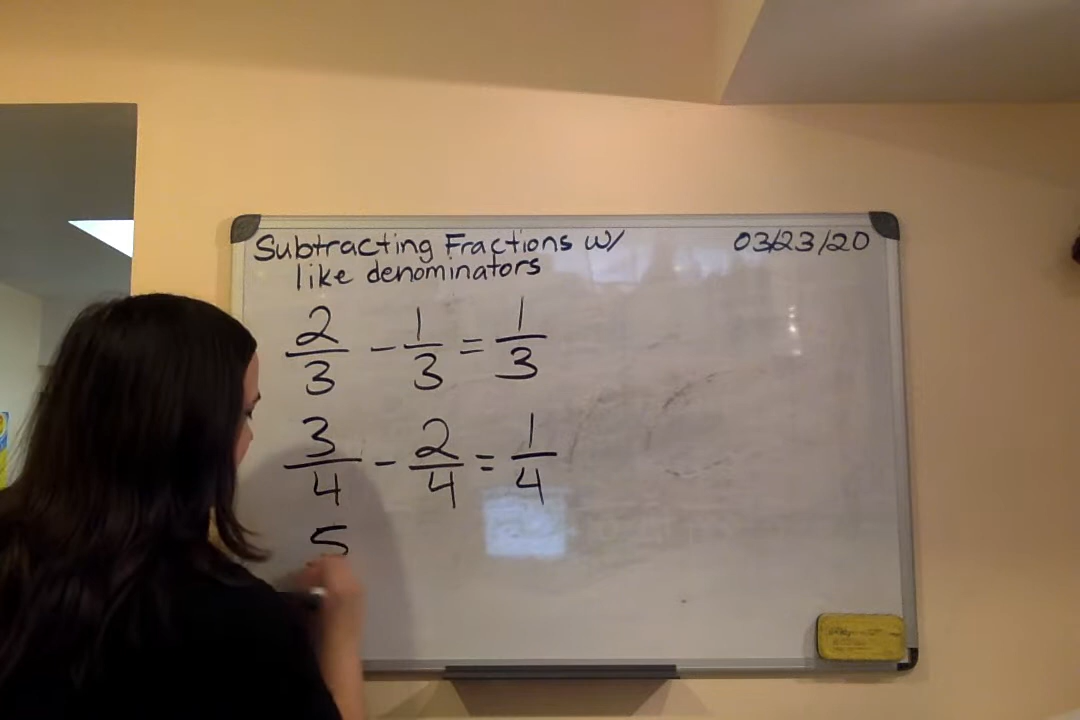 Subtracting Fractions w/ 03/23/20
like denominators
2/3 - 1/3 = 1/3
3/4 - 2/4 = 1/4
5